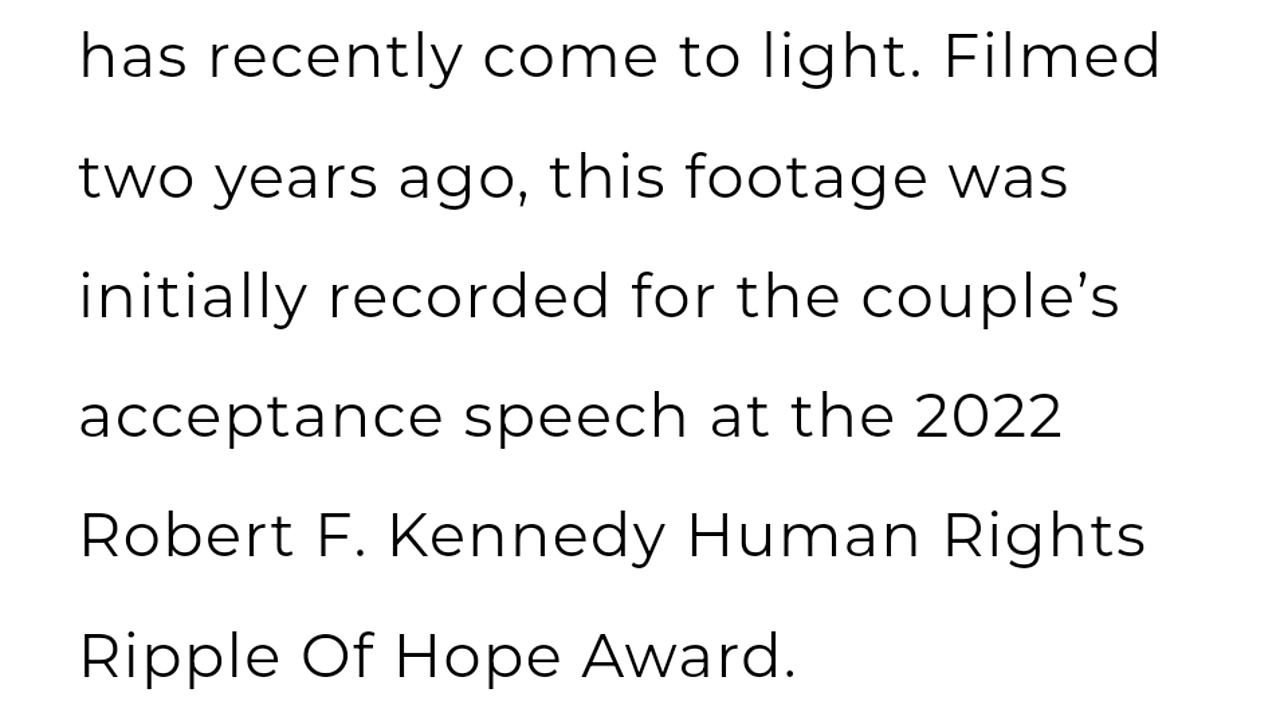 has recently come to light. Filmed
two years ago, this footage was
initially recorded for the couple’s
acceptance speech at the 2022
Robert F. Kennedy Human Rights
Ripple Of Hope Award.